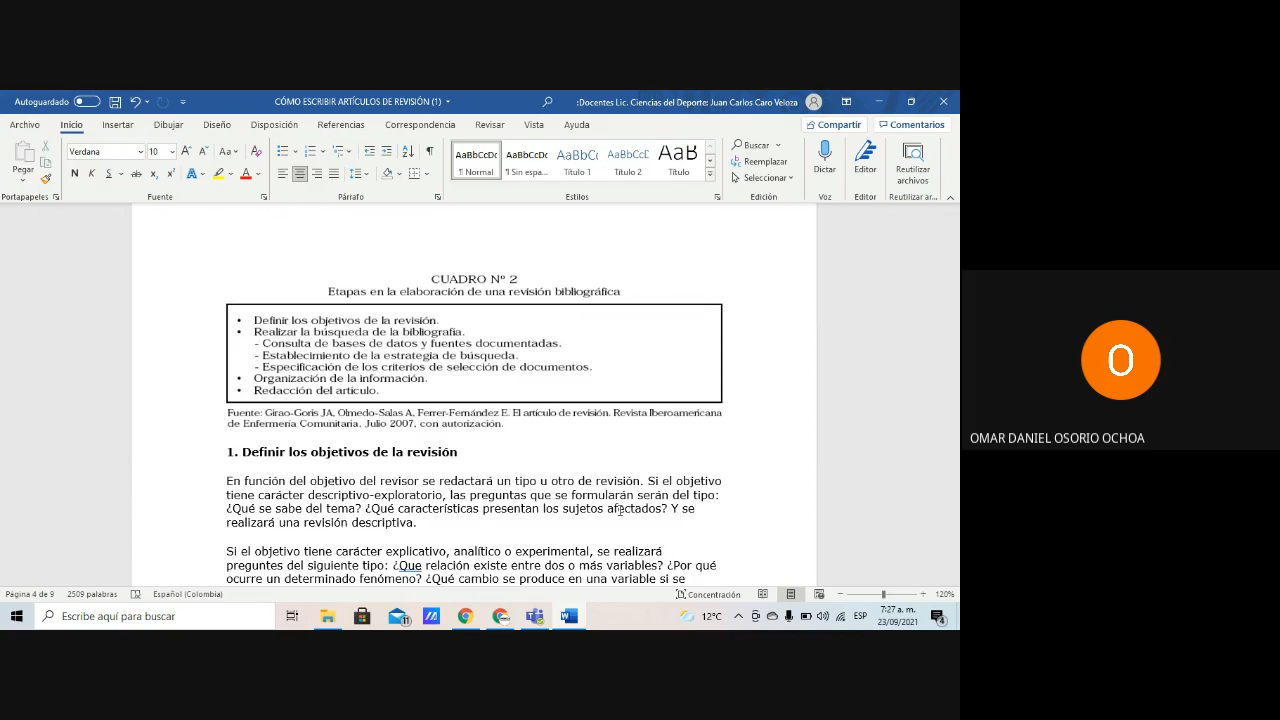 Autoguardado
CÓMO ESCRIBIR ARTÍCULOS DE REVISIÓN (1)
:Docentes Lic. Ciencias del Deporte: Juan Carlos Caro Veloza
Archivo Inicio Insertar Dibujar Diseño Disposición Referencias Correspondencia Revisar Vista Ayuda
Compartir Comentarios
Pegar
Verdana 10
N K S
AaBbCcDc AaBbCcDc AaBbCc AaBbCcD AaB
¶ Normal ¶ Sin espa... Título 1 Título 2 Título
Buscar
Reemplazar
Seleccionar
Dictar
Editor
Reutilizar
archivos
Portapapeles Fuente Párrafo Estilos Edición Voz Editor Reutilizar ar...
CUADRO Nº 2
Etapas en la elaboración de una revisión bibliográfica
• Definir los objetivos de la revisión.
• Realizar la búsqueda de la bibliografia.
- Consulta de bases de datos y fuentes documentadas.
- Establecimiento de la estrategia de búsqueda.
- Especificación de los criterios de selección de documentos.
• Organización de la información.
• Redacción del artículo.
Fuente: Girao-Goris JA, Olmedo-Salas A, Ferrer-Fernández E. El artículo de revisión. Revista Iberoamericana
de Enfermería Comunitaria, Julio 2007, con autorización.
1. Definir los objetivos de la revisión
En función del objetivo del revisor se redactará un tipo u otro de revisión. Si el objetivo
tiene carácter descriptivo-exploratorio, las preguntas que se formularán serán del tipo:
¿Qué se sabe del tema? ¿Qué características presentan los sujetos afectados? Y se
realizará una revisión descriptiva.
Si el objetivo tiene carácter explicativo, analítico o experimental, se realizará
preguntes del siguiente tipo: ¿Que relación existe entre dos o más variables? ¿Por qué
ocurre un determinado fenómeno? ¿Qué cambio se produce en una variable si se
Página 4 de 9 2509 palabras Español (Colombia) Concentración 120%
Escribe aquí para buscar
11
12°C
ESP
7:27 a. m.
23/09/2021
4
O
OMAR DANIEL OSORIO OCHOA